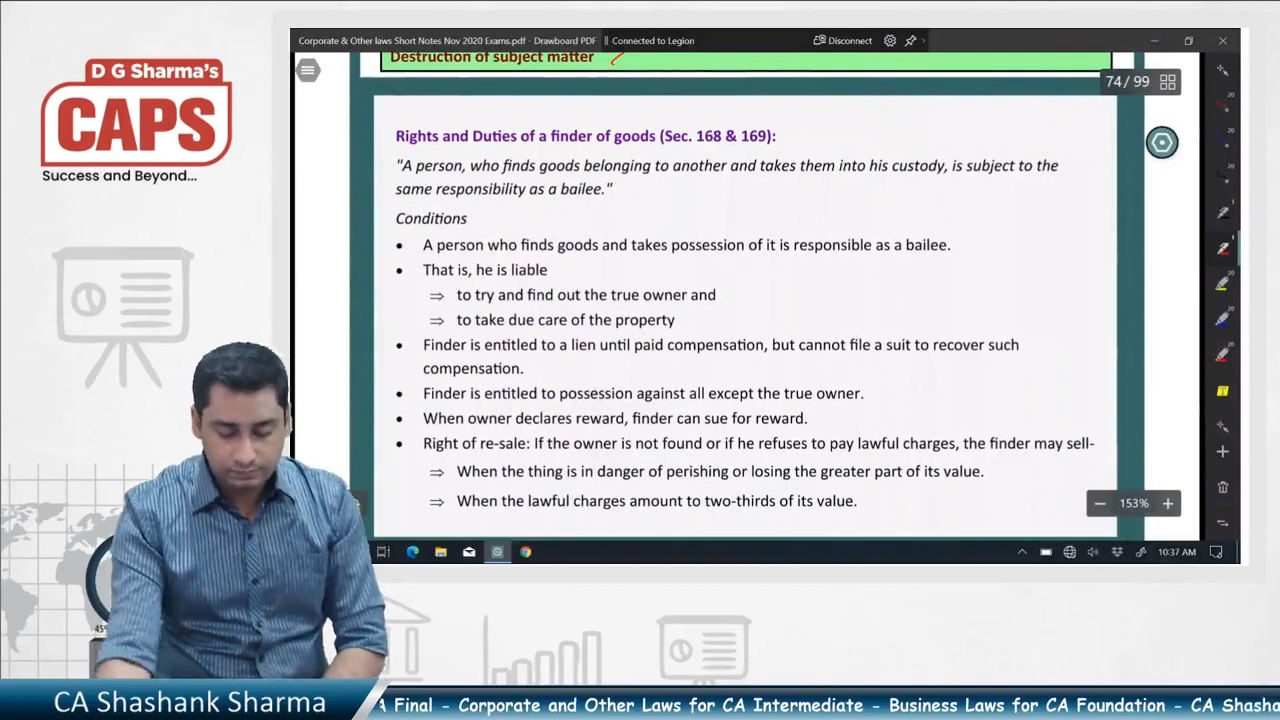 D G Sharma's
CAPS
Success and Beyond...
Corporate & Other laws Short Notes Nov 2020 Exams.pdf - Drawboard PDF
Connected to Legion
Disconnect
Destruction of subject matter
74 / 99
Rights and Duties of a finder of goods (Sec. 168 & 169):
"A person, who finds goods belonging to another and takes them into his custody, is subject to the
same responsibility as a bailee."
Conditions
• A person who finds goods and takes possession of it is responsible as a bailee.
• That is, he is liable
⇒ to try and find out the true owner and
⇒ to take due care of the property
• Finder is entitled to a lien until paid compensation, but cannot file a suit to recover such
compensation.
• Finder is entitled to possession against all except the true owner.
• When owner declares reward, finder can sue for reward.
• Right of re-sale: If the owner is not found or if he refuses to pay lawful charges, the finder may sell-
⇒ When the thing is in danger of perishing or losing the greater part of its value.
⇒ When the lawful charges amount to two-thirds of its value.
153%
10:37 AM
45%
CA Shashank Sharma
A Final - Corporate and Other Laws for CA Intermediate - Business Laws for CA Foundation - CA Shasha